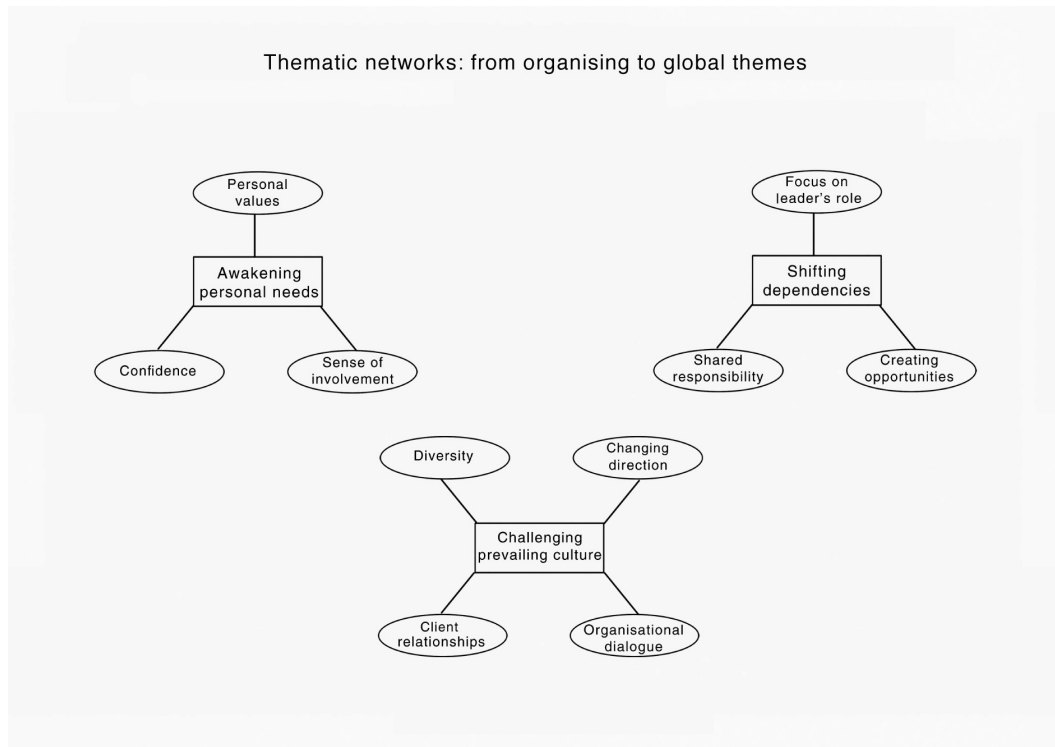 Thematic networks: from organising to global themes
Personal
values
Awakening
personal needs
Confidence
Sense of
involvement
Focus on
leader's role
Shifting
dependencies
Shared
responsibility
Creating
opportunities
Diversity
Changing
direction
Challenging
prevailing culture
Client
relationships
Organisational
dialogue